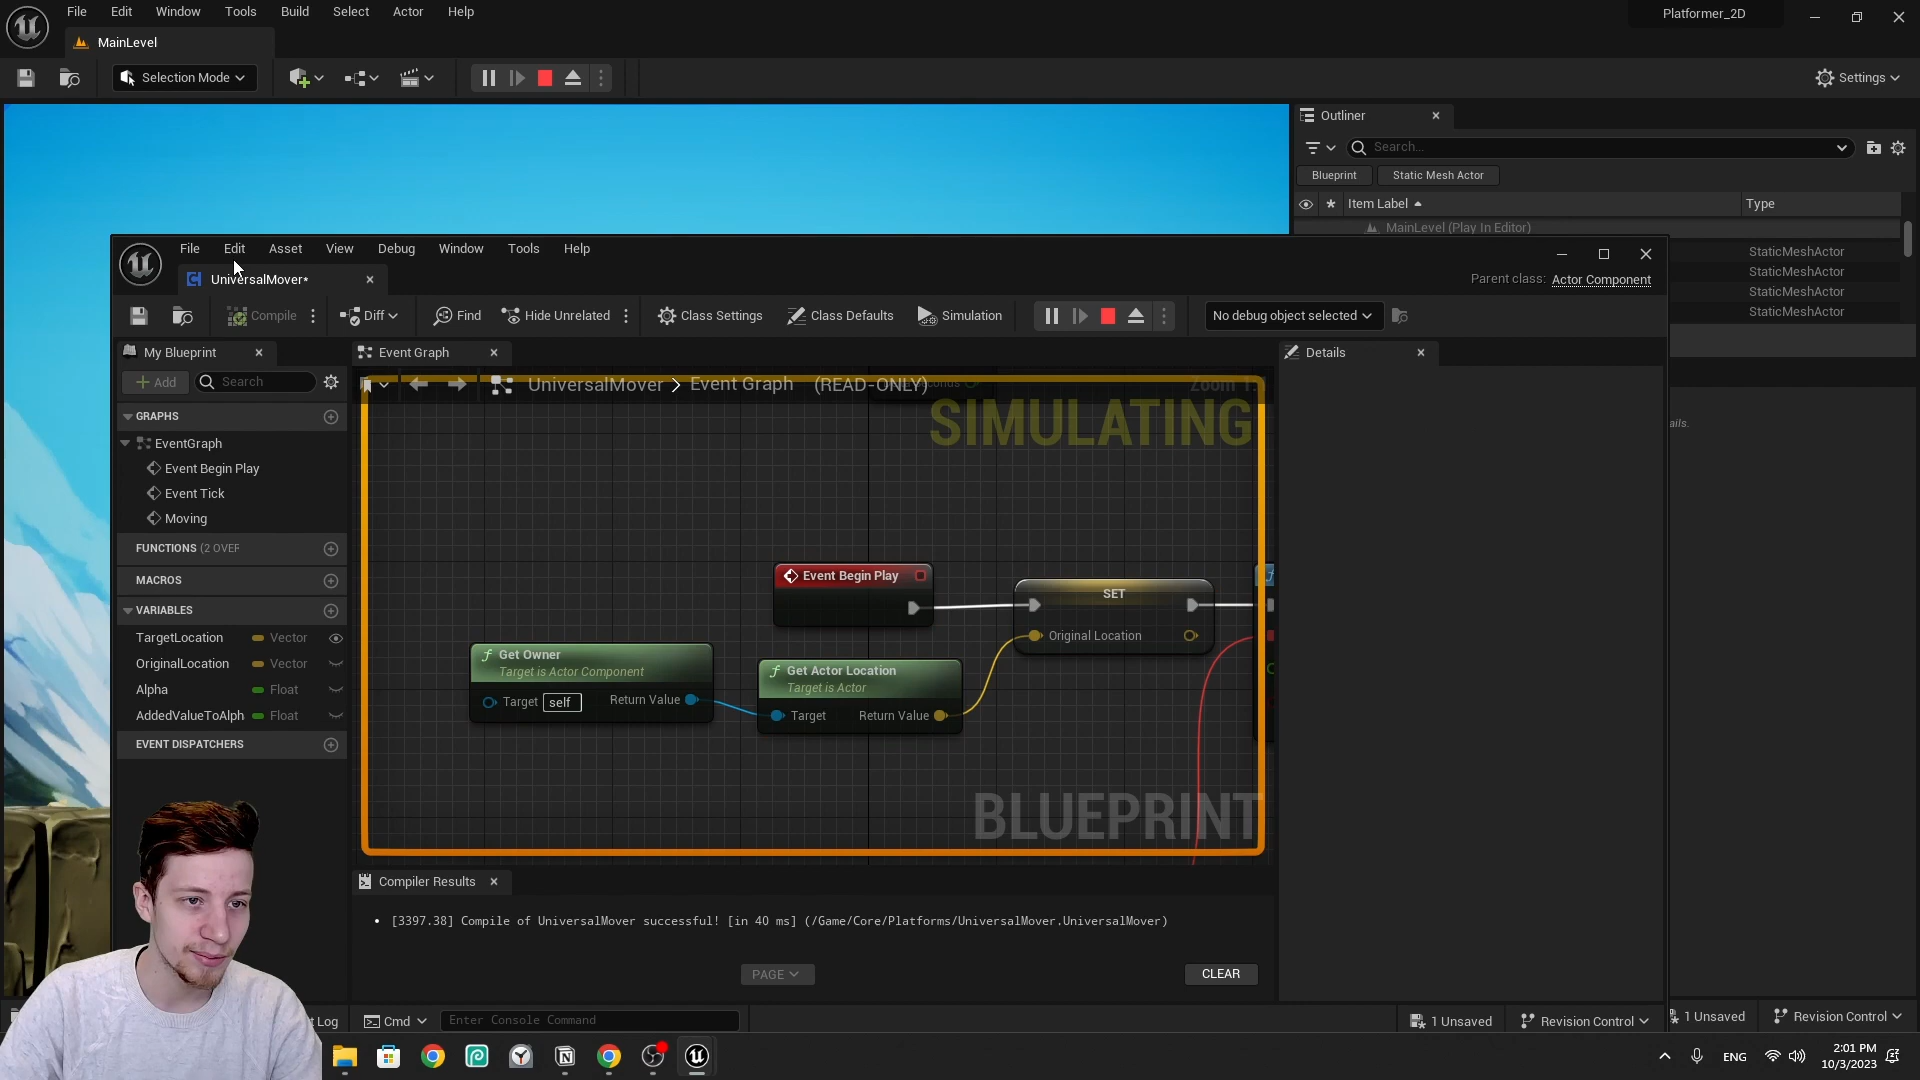 File Edit Window Tools Build Select Actor Help
Platformer_2D
MainLevel
Selection Mode
Settings
Outliner
Search...
Blueprint
Static Mesh Actor
Item Label
Type
MainLevel (Play In Editor)
StaticMeshActor
StaticMeshActor
StaticMeshActor
StaticMeshActor
File Edit Asset View Debug Window Tools Help
UniversalMover*
Parent class: Actor Component
Compile
Diff
Find
Hide Unrelated
Class Settings
Class Defaults
Simulation
No debug object selected
My Blueprint
Event Graph
Details
Add
Search
UniversalMover > Event Graph (READ-ONLY)
SIMULATING
GRAPHS
EventGraph
Event Begin Play
Event Tick
Moving
FUNCTIONS (2 OVER
MACROS
VARIABLES
TargetLocation Vector
OriginalLocation Vector
Alpha Float
AddedValueToAlph Float
EVENT DISPATCHERS
Event Begin Play
SET
Original Location
Get Owner
Target is Actor Component
Target self Return Value
Get Actor Location
Target is Actor
Target Return Value
BLUEPRINT
ails.
Compiler Results
• [3397.38] Compile of UniversalMover successful! [in 40 ms] (/Game/Core/Platforms/UniversalMover.UniversalMover)
PAGE
CLEAR
t Log
Cmd
Enter Console Command
1 Unsaved
Revision Control
1 Unsaved
Revision Control
ENG
2:01 PM
10/3/2023